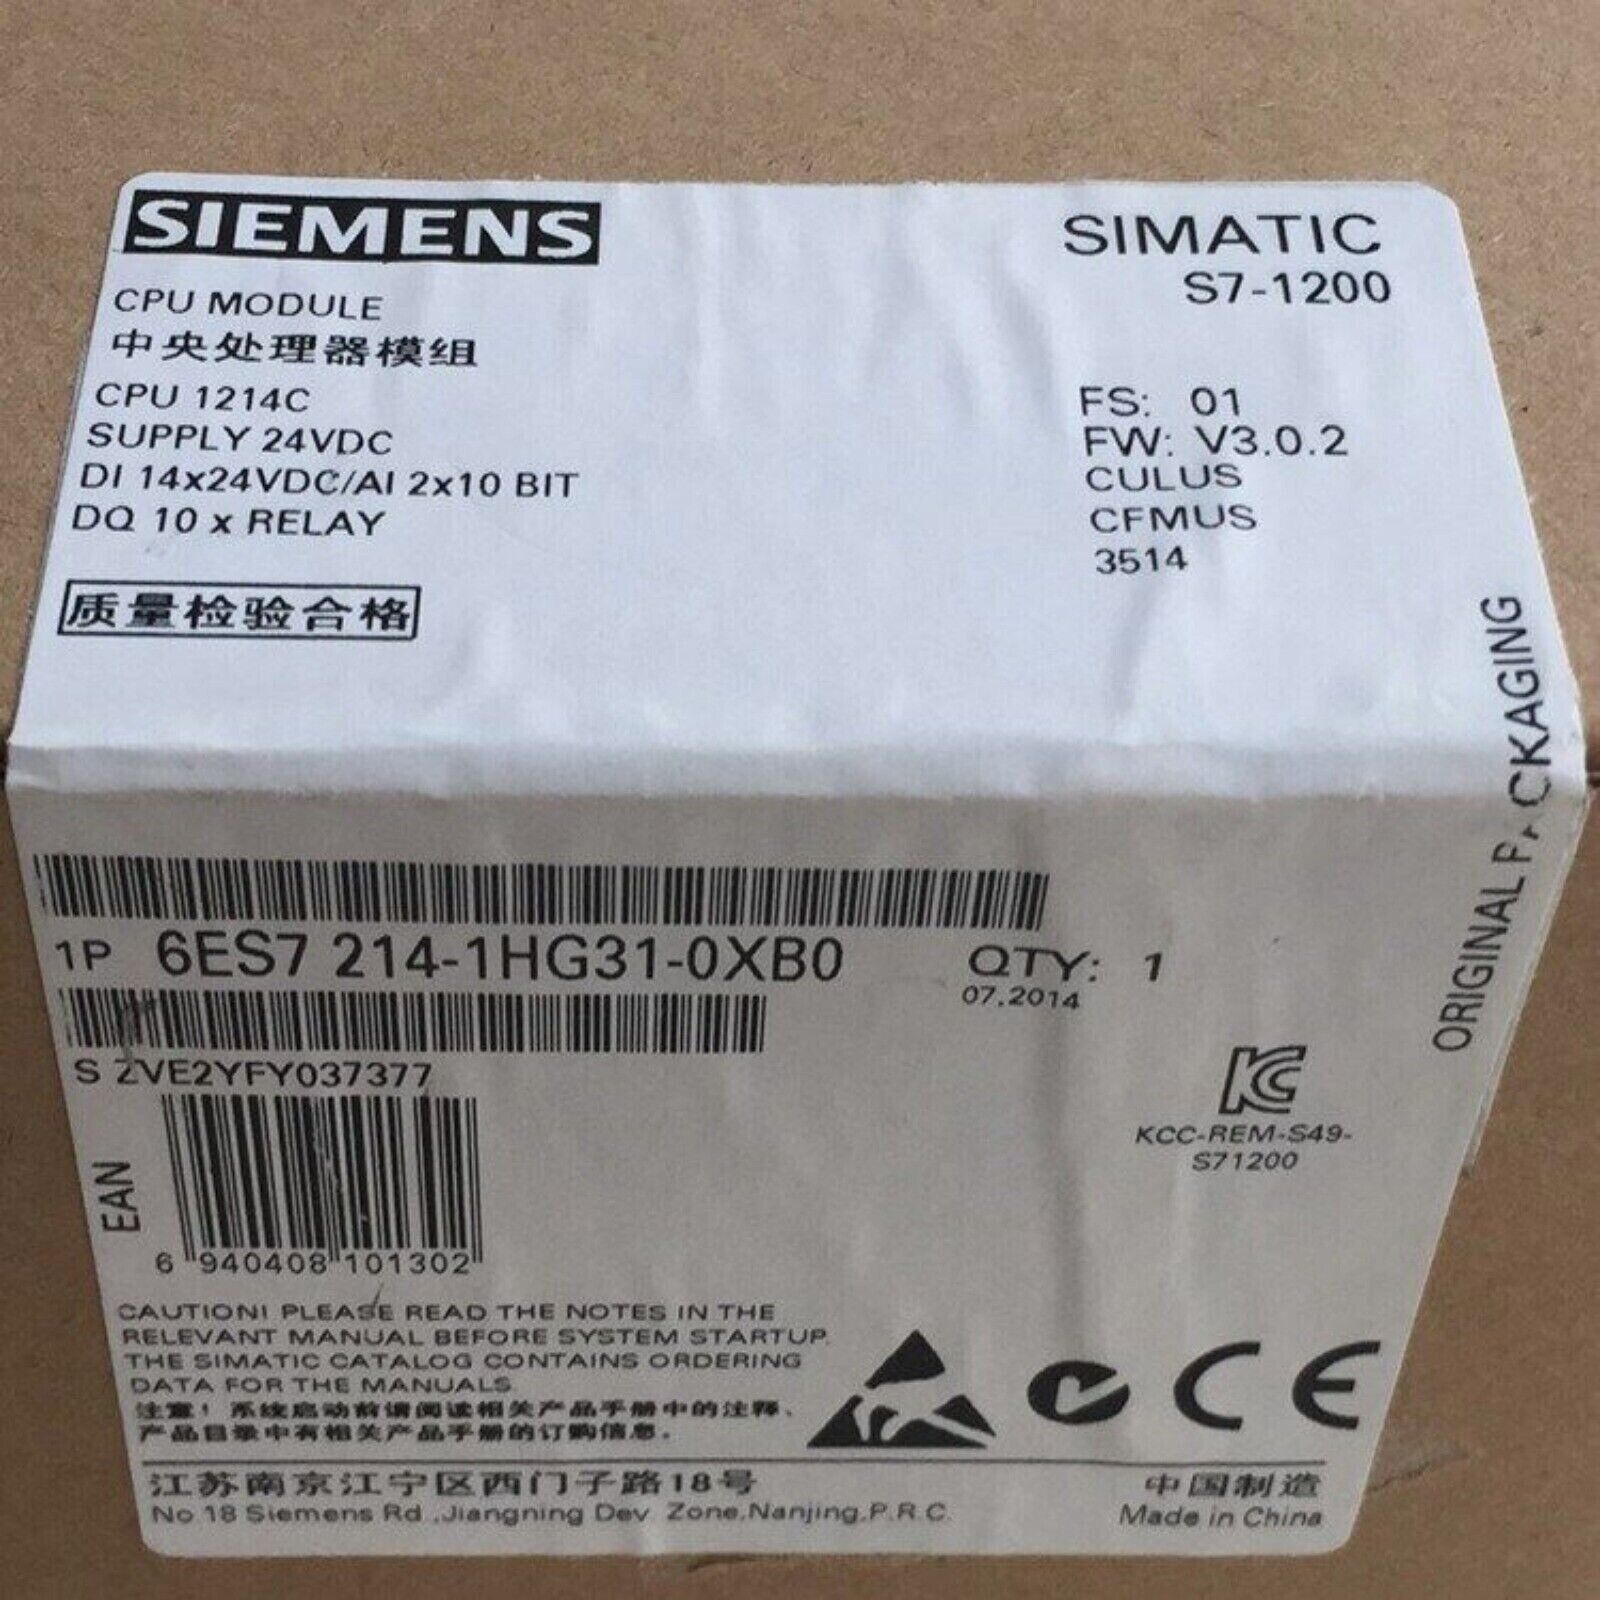 SIEMENS
SIMATIC
S7-1200
CPU MODULE
中央处理器模组
CPU 1214C
SUPPLY 24VDC
DI 14x24VDC/AI 2x10 BIT
DQ 10 x RELAY
FS: 01
FW: V3.0.2
CULUS
CFMUS
3514
质量检验合格
ORIGINAL PACKAGING
1P 6ES7 214-1HG31-0XB0
QTY: 1
07.2014
S ZVE2YFY037377
KC
KCC-REM-S49-
S71200
EAN
6 940408 101302
CAUTION! PLEASE READ THE NOTES IN THE
RELEVANT MANUAL BEFORE SYSTEM STARTUP.
THE SIMATIC CATALOG CONTAINS ORDERING
DATA FOR THE MANUALS
注意！系统启动前请阅读相关产品手册中的注释、
产品目录中有相关产品手册的订购信息。
CE
江苏南京江宁区西门子路18号
中国制造
No 18 Siemens Rd ,Jiangning Dev Zone,Nanjing,P.R.C.
Made in China